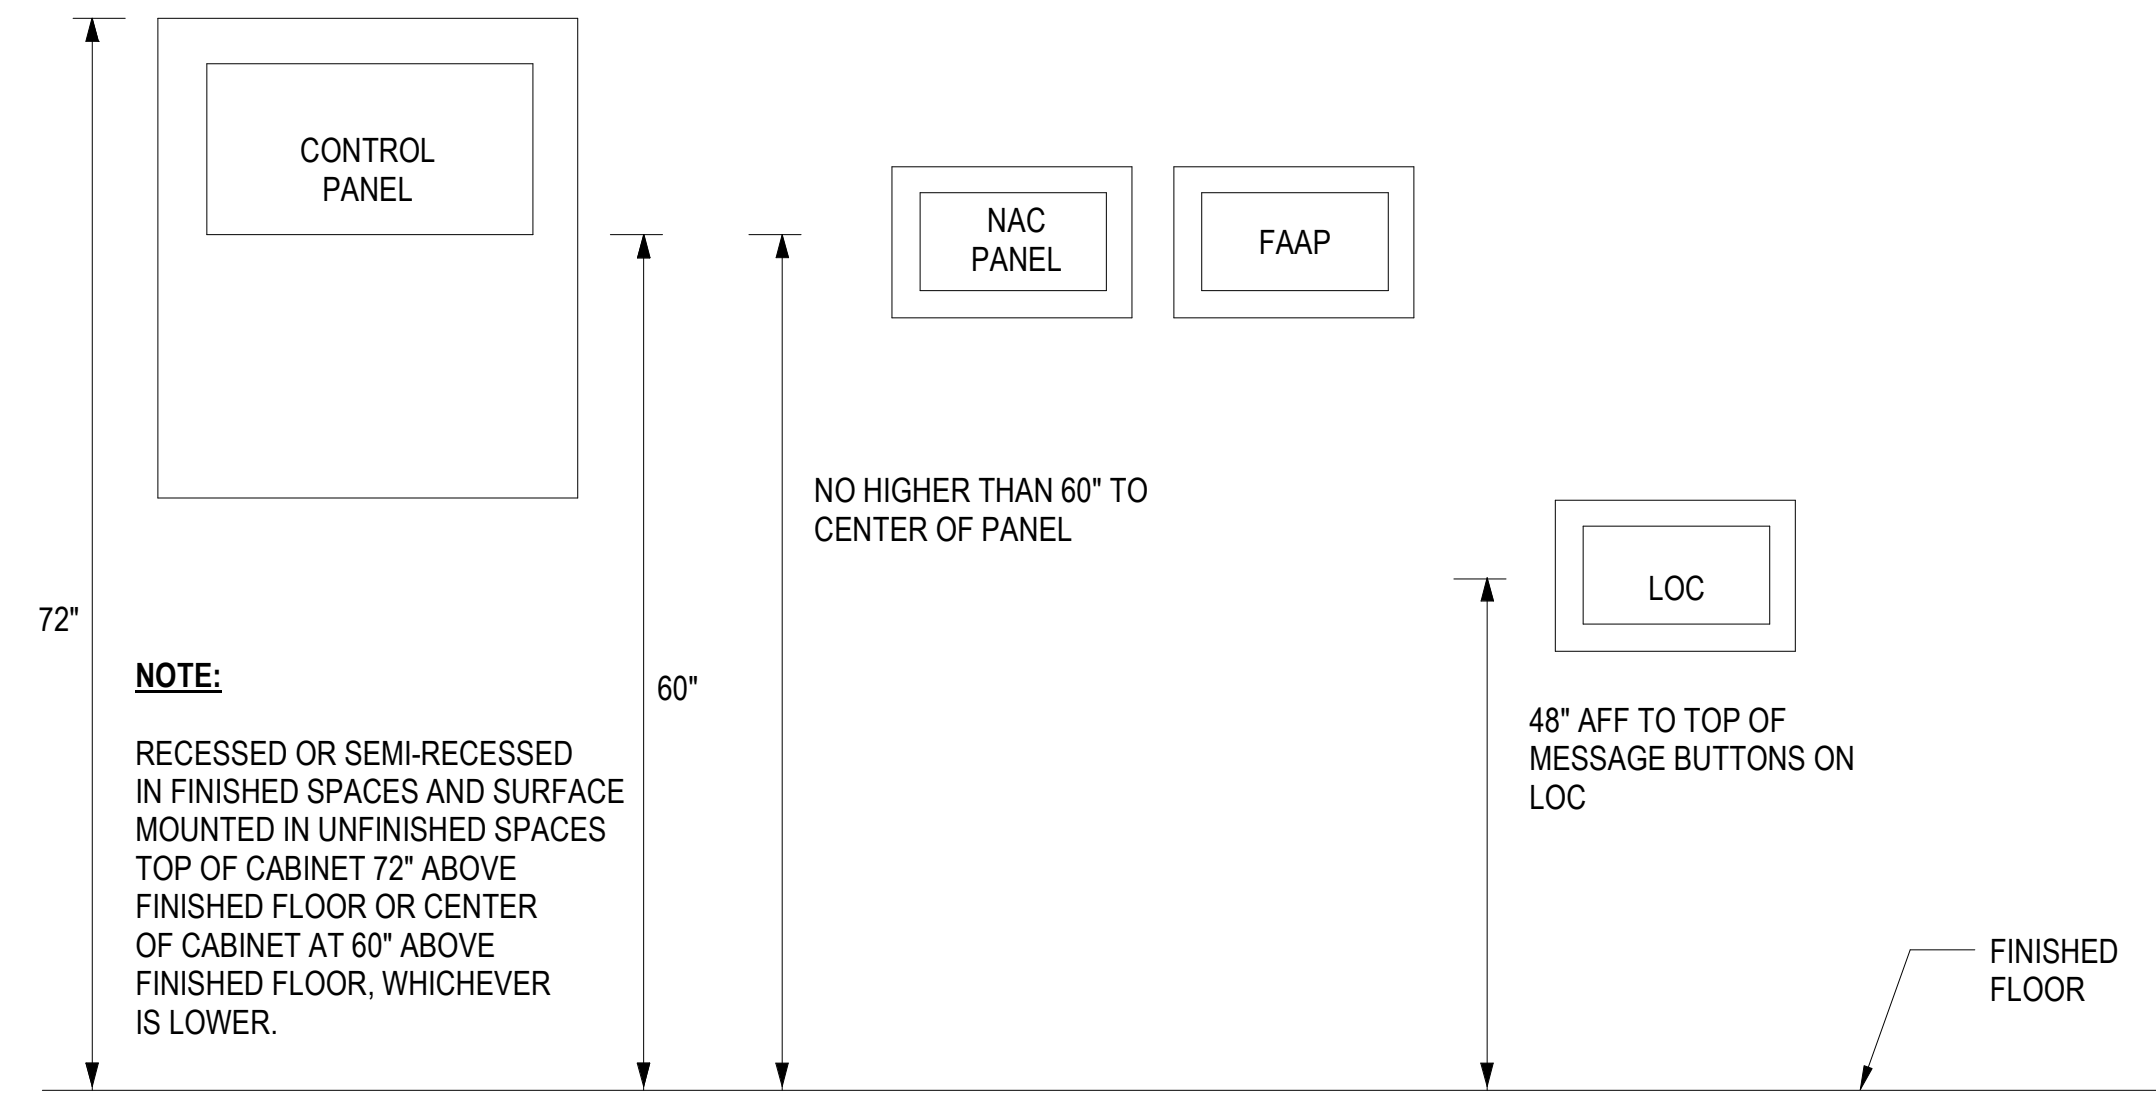 CONTROL
PANEL
NAC
PANEL
FAAP
NO HIGHER THAN 60" TO
CENTER OF PANEL
LOC
72"
60"
NOTE:
RECESSED OR SEMI-RECESSED
IN FINISHED SPACES AND SURFACE
MOUNTED IN UNFINISHED SPACES
TOP OF CABINET 72" ABOVE
FINISHED FLOOR OR CENTER
OF CABINET AT 60" ABOVE
FINISHED FLOOR, WHICHEVER
IS LOWER.
48" AFF TO TOP OF
MESSAGE BUTTONS ON
LOC
FINISHED
FLOOR